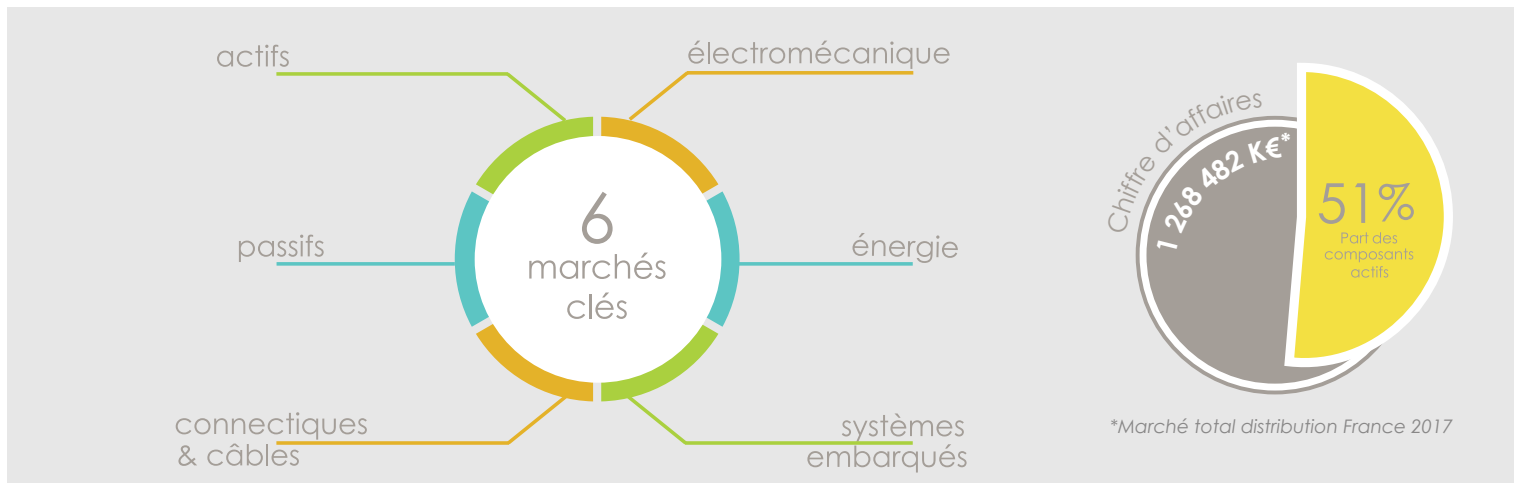 actifs
électromécanique
passifs
énergie
6
marchés
clés
connectiques
& câbles
systèmes
embarqués
Chiffre d'affaires
1 268 482 K€*
51%
Part des
composants
actifs
*Marché total distribution France 2017